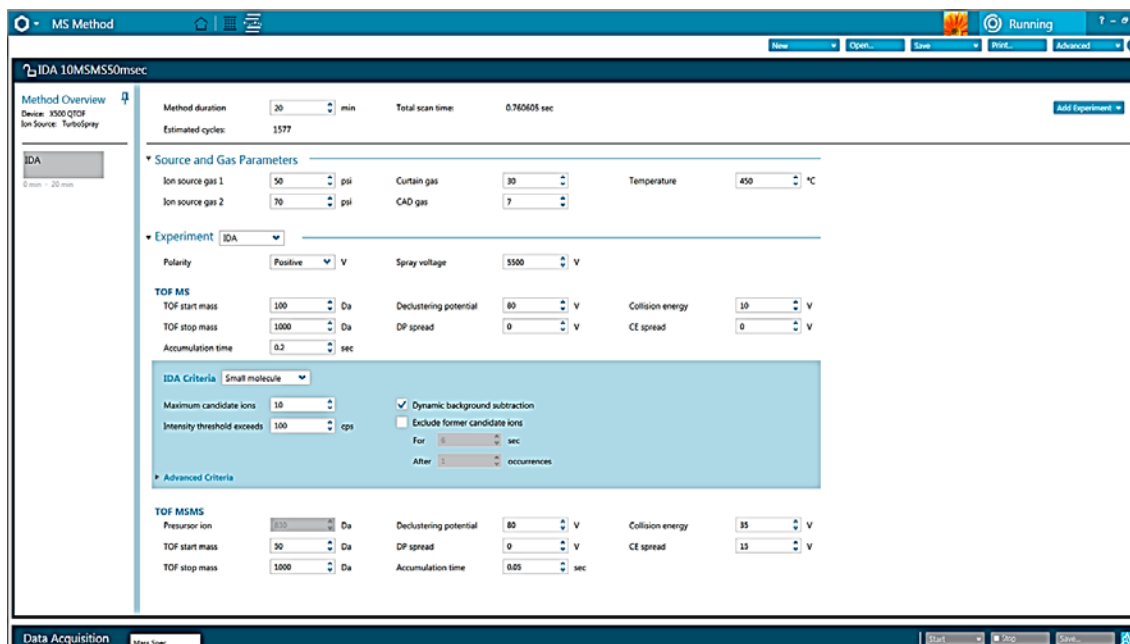 MS Method
Running
? 
New
Open...
Save
Print...
Advanced
IDA 10MSMS50msec
Method Overview
Device: X500 QTOF
Ion Source: TurboSpray
IDA
0 min - 20 min
Method duration 20 min Total scan time: 0.760605 sec
Add Experiment
Estimated cycles: 1577
Source and Gas Parameters
Ion source gas 1 50 psi Curtain gas 30 Temperature 450 °C
Ion source gas 2 70 psi CAD gas 7
Experiment IDA
Polarity Positive V Spray voltage 5500 V
TOF MS
TOF start mass 100 Da Declustering potential 80 V Collision energy 10 V
TOF stop mass 1000 Da DP spread 0 V CE spread 0 V
Accumulation time 0.2 sec
IDA Criteria Small molecule
Maximum candidate ions 10 Dynamic background subtraction
Intensity threshold exceeds 100 cps Exclude former candidate ions
For 6 sec
After 1 occurrences
Advanced Criteria
TOF MSMS
Presursor ion Da Declustering potential 80 V Collision energy 35 V
TOF start mass 50 Da DP spread 0 V CE spread 15 V
TOF stop mass 1000 Da Accumulation time 0.05 sec
Data Acquisition
Mass Spec
Start
Stop
Save...